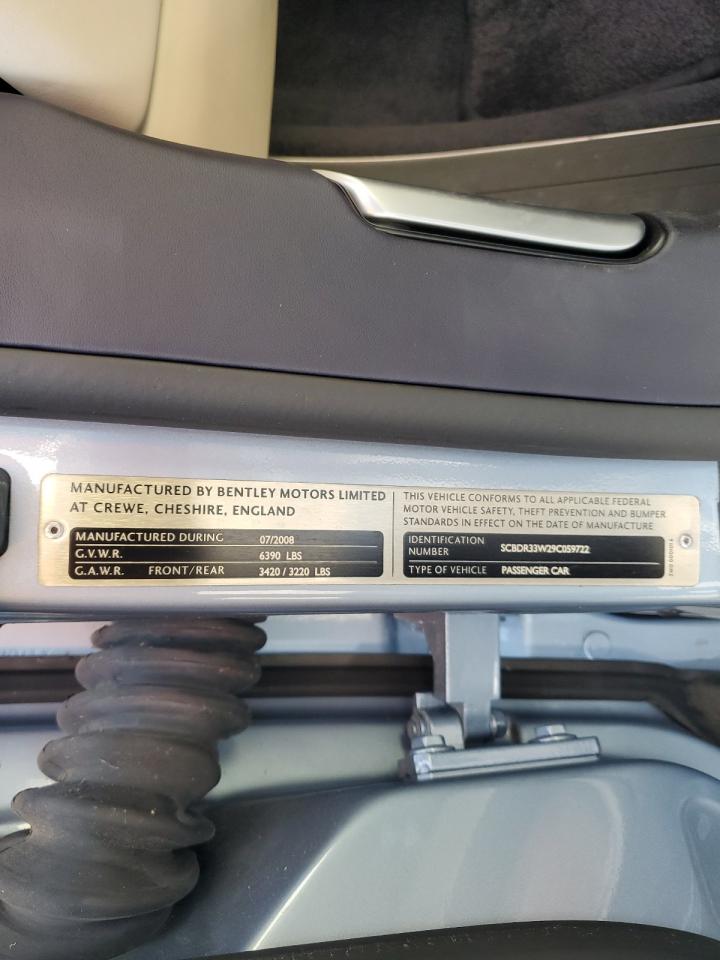 MANUFACTURED BY BENTLEY MOTORS LIMITED
AT CREWE, CHESHIRE, ENGLAND
MANUFACTURED DURING 07/2008
G.V.W.R. 6390 LBS
G.A.W.R. FRONT/REAR 3420 / 3220 LBS
THIS VEHICLE CONFORMS TO ALL APPLICABLE FEDERAL
MOTOR VEHICLE SAFETY, THEFT PREVENTION AND BUMPER
STANDARDS IN EFFECT ON THE DATE OF MANUFACTURE
IDENTIFICATION
NUMBER SCBDR33W29C059722
TYPE OF VEHICLE PASSENGER CAR